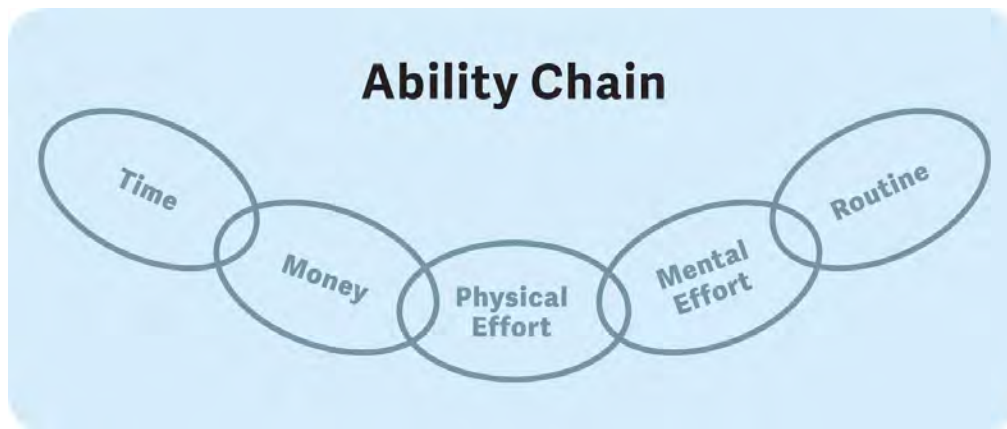 Ability Chain
Time
Money
Physical
Effort
Mental
Effort
Routine